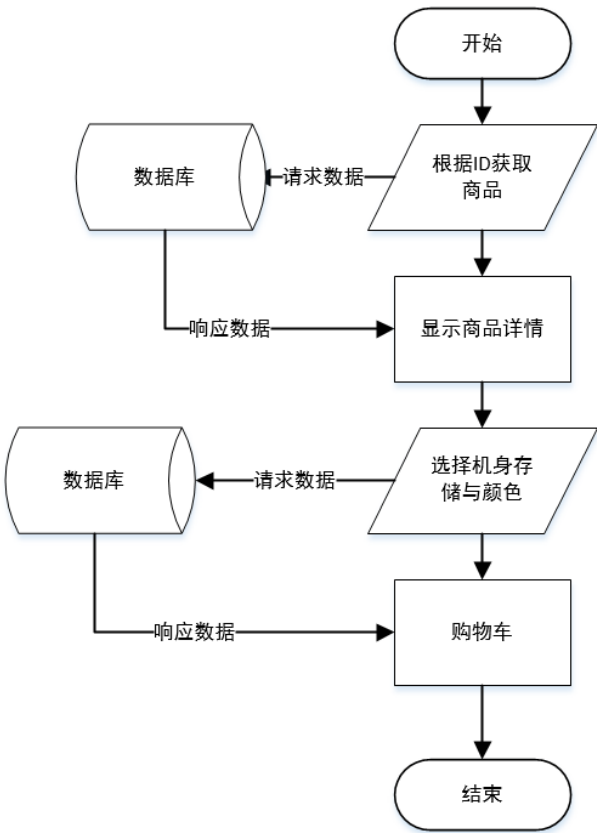 开始
数据库
请求数据
根据ID获取
商品
响应数据
显示商品详情
数据库
请求数据
选择机身存
储与颜色
响应数据
购物车
结束